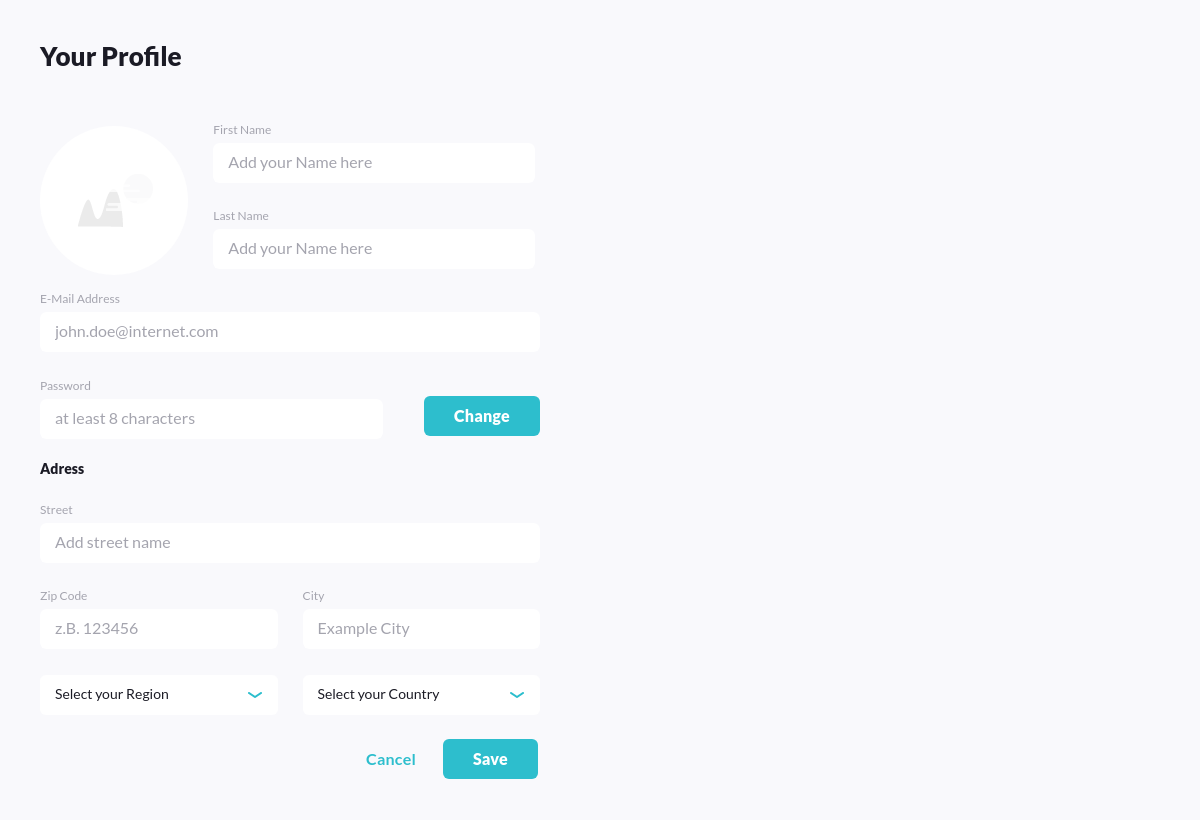 Your Profile
First Name
Add your Name here
Last Name
Add your Name here
E-Mail Address
john.doe@internet.com
Password
at least 8 characters
Change
Adress
Street
Add street name
Zip Code
City
z.B. 123456
Example City
Select your Region
Select your Country
Cancel
Save